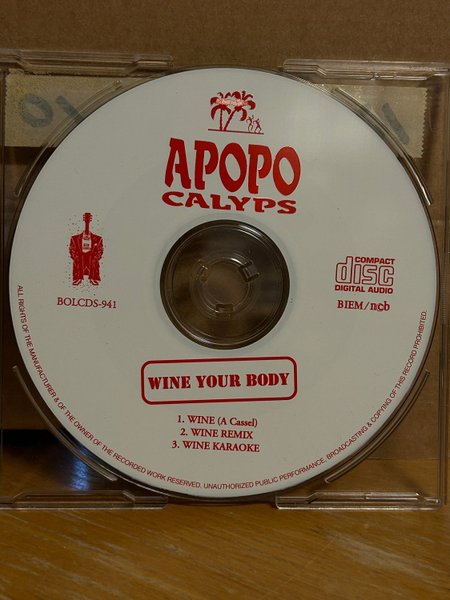 APOPO
CALYPS
BOLCDS-941
COMPACT
disc
DIGITAL AUDIO
BIEM/ncb
WINE YOUR BODY
1. WINE (A Cassel)
2. WINE REMIX
3. WINE KARAOKE
ALL RIGHTS OF THE MANUFACTURER & OF THE OWNER OF THE RECORDED WORK RESERVED. UNAUTHORIZED PUBLIC PERFORMANCE, BROADCASTING & COPYING OF THIS RECORD PROHIBITED.